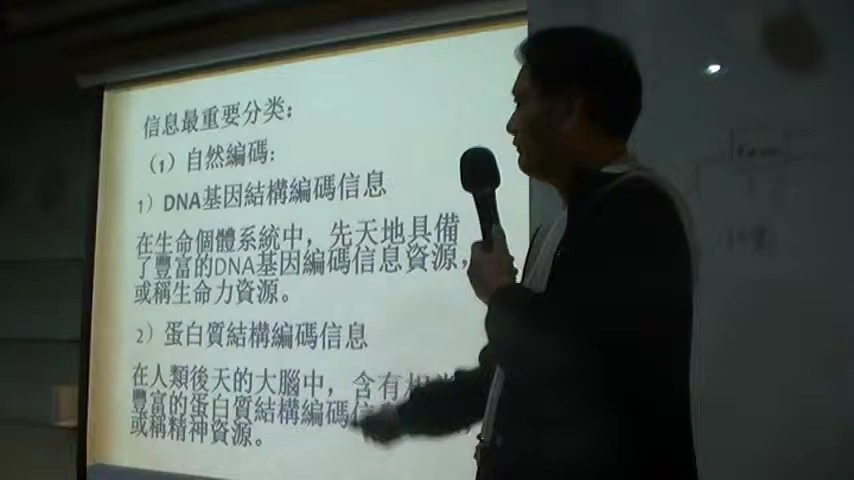 信息最重要分类:
（1）自然編碼:
1）DNA基因結構編碼信息
在生命個體系統中，先天地具備
了豐富的DNA基因編碼信息資源，
或稱生命力資源。
2）蛋白質結構編碼信息
在人類後天的大腦中，含有相
豐富的蛋白質結構編碼信
或稱精神資源。